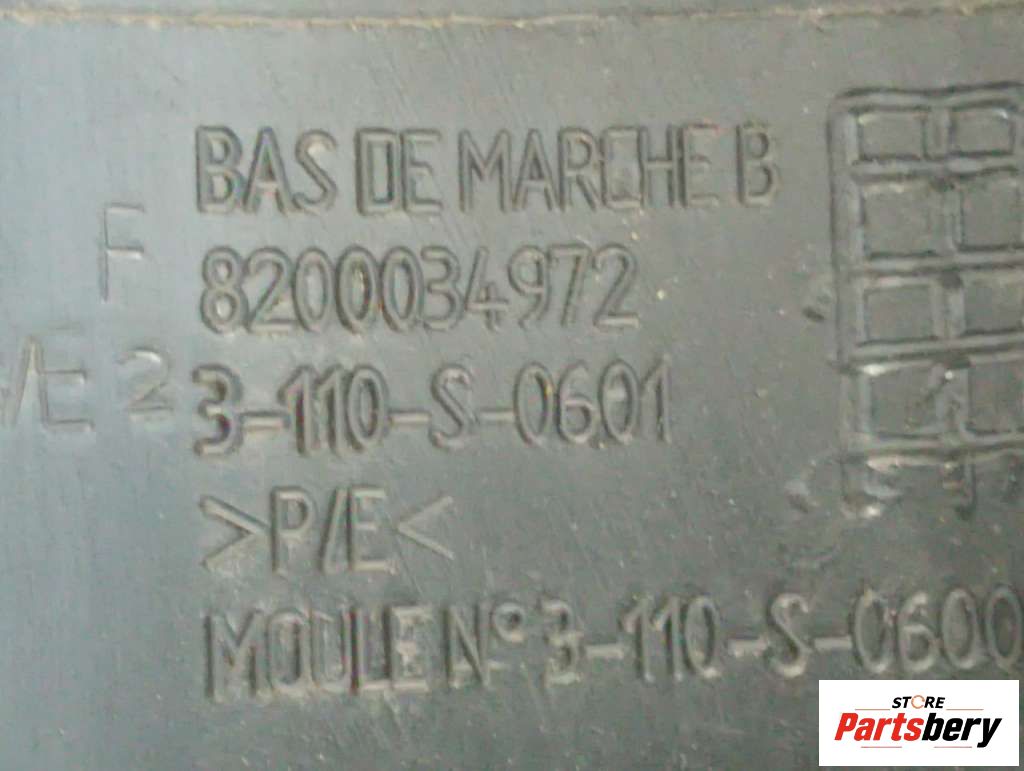 BAS DE MARCHE B
F
8200034972
E 2
3-110-S-0601
>P/E<
MOULE N° 3-110-S-0600
STORE
Partsbery